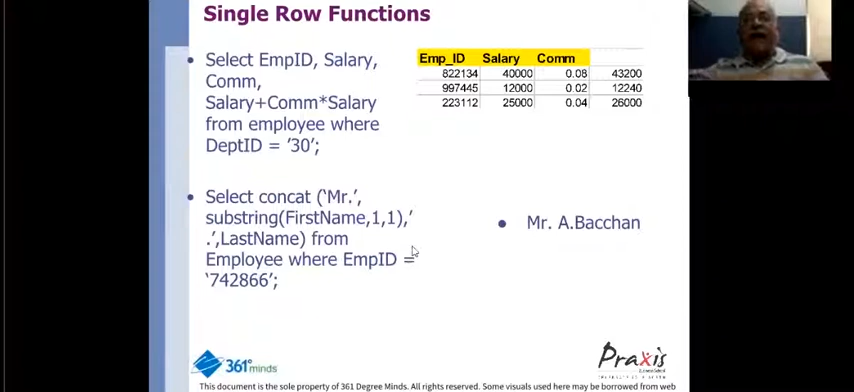 Single Row Functions
Select EmpID, Salary,
Comm,
Salary+Comm*Salary
from employee where
DeptID = '30';
Emp_ID Salary Comm
822134 40000 0.08 43200
997445 12000 0.02 12240
223112 25000 0.04 26000
Select concat ('Mr.',
substring(FirstName,1,1),'
.',LastName) from
Employee where EmpID =
'742866';
Mr. A.Bacchan
361° minds
Praxis
This document is the sole property of 361 Degree Minds. All rights reserved. Some visuals used here may be borrowed from web